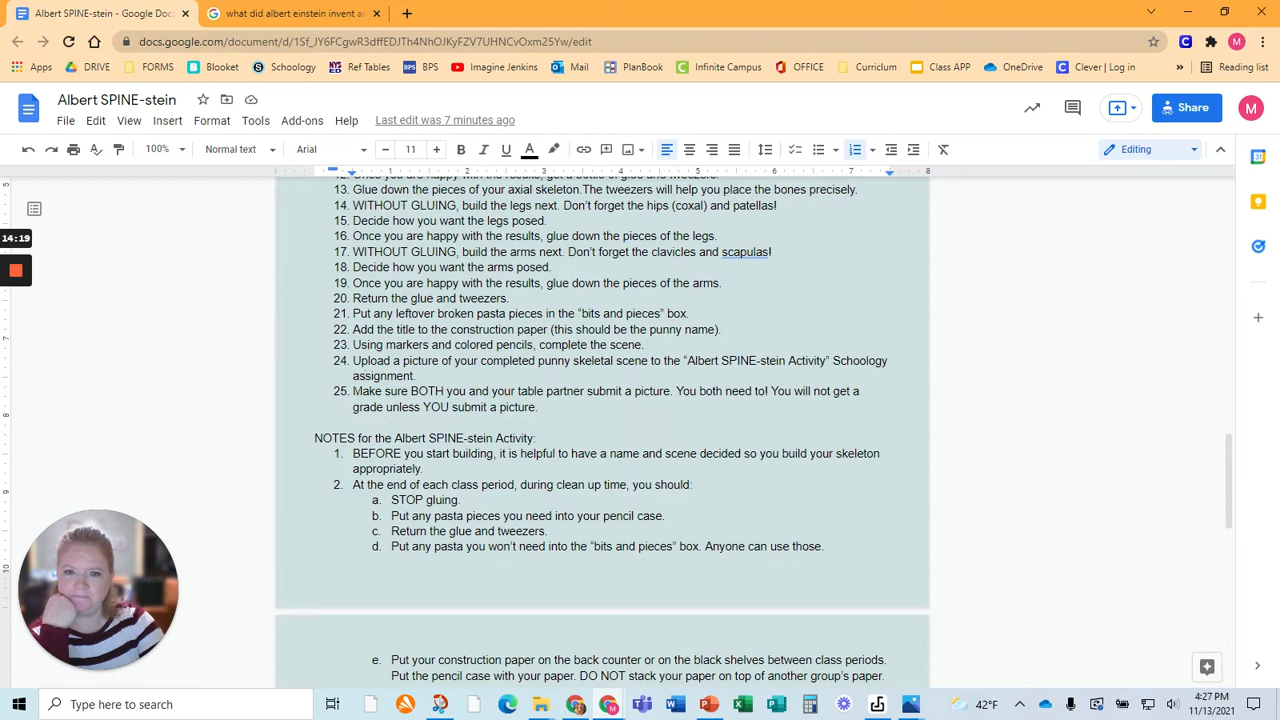 Albert SPINE-stein - Google Docs
what did albert einstein invent a
docs.google.com/document/d/1Sf_JY6FCgwR3dffEDJTh4NhOJKyFZV7UHNCvOxm25Yw/edit
Apps DRIVE FORMS Blooket Schoology Ref Tables BPS Imagine Jenkins Mail PlanBook Infinite Campus OFFICE Curriclum Class APP OneDrive Clever | Log in » Reading list
Albert SPINE-stein
File Edit View Insert Format Tools Add-ons Help Last edit was 7 minutes ago
Share
M
100% Normal text Arial 11 Editing
1 2 3 4 5 6 7 8
13. Glue down the pieces of your axial skeleton.The tweezers will help you place the bones precisely.
14. WITHOUT GLUING, build the legs next. Don't forget the hips (coxal) and patellas!
15. Decide how you want the legs posed.
16. Once you are happy with the results, glue down the pieces of the legs.
17. WITHOUT GLUING, build the arms next. Don't forget the clavicles and scapulas!
18. Decide how you want the arms posed.
19. Once you are happy with the results, glue down the pieces of the arms.
20. Return the glue and tweezers.
21. Put any leftover broken pasta pieces in the “bits and pieces” box.
22. Add the title to the construction paper (this should be the punny name).
23. Using markers and colored pencils, complete the scene.
24. Upload a picture of your completed punny skeletal scene to the “Albert SPINE-stein Activity” Schoology
assignment.
25. Make sure BOTH you and your table partner submit a picture. You both need to! You will not get a
grade unless YOU submit a picture.
NOTES for the Albert SPINE-stein Activity:
1. BEFORE you start building, it is helpful to have a name and scene decided so you build your skeleton
appropriately.
2. At the end of each class period, during clean up time, you should:
a. STOP gluing.
b. Put any pasta pieces you need into your pencil case.
c. Return the glue and tweezers.
d. Put any pasta you won't need into the “bits and pieces” box. Anyone can use those.
e. Put your construction paper on the back counter or on the black shelves between class periods.
Put the pencil case with your paper. DO NOT stack your paper on top of another group's paper.
14:19
Type here to search
42°F
4:27 PM
11/13/2021